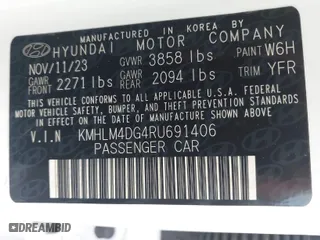 MANUFACTURED IN KOREA BY
HYUNDAI MOTOR COMPANY
NOV/11/23 GVWR 3858 lbs PAINT W6H
GAWR FRT 2271 lbs GAWR RR 2094 lbs TRIM YFR
THIS VEHICLE CONFORMS TO ALL APPLICABLE U.S. FEDERAL
MOTOR VEHICLE SAFETY, BUMPER, AND THEFT PREVENTION
STANDARDS IN EFFECT ON THE DATE OF MANUFACTURE SHOWN ABOVE.
V.I.N KMHLM4DG4RU691406
PASSENGER CAR
DREAMBID